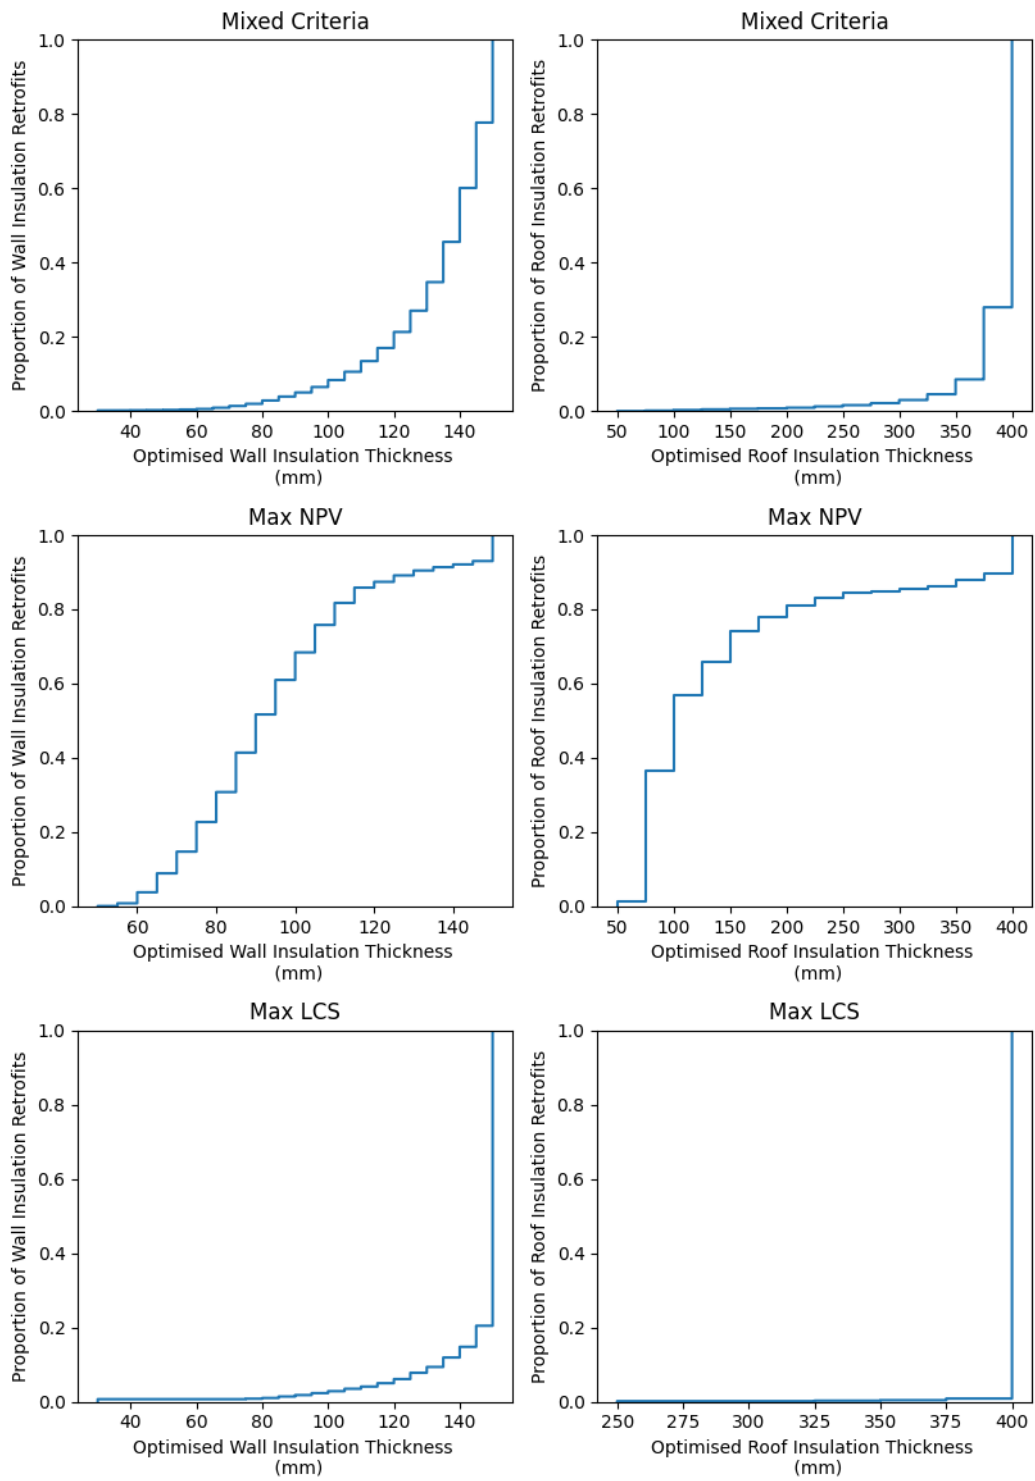 Mixed Criteria
Proportion of Wall Insulation Retrofits
1.0
0.8
0.6
0.4
0.2
0.0
40 60 80 100 120 140
Optimised Wall Insulation Thickness
(mm)
Mixed Criteria
Proportion of Roof Insulation Retrofits
1.0
0.8
0.6
0.4
0.2
0.0
50 100 150 200 250 300 350 400
Optimised Roof Insulation Thickness
(mm)
Max NPV
Proportion of Wall Insulation Retrofits
1.0
0.8
0.6
0.4
0.2
0.0
60 80 100 120 140
Optimised Wall Insulation Thickness
(mm)
Max NPV
Proportion of Roof Insulation Retrofits
1.0
0.8
0.6
0.4
0.2
0.0
50 100 150 200 250 300 350 400
Optimised Roof Insulation Thickness
(mm)
Max LCS
Proportion of Wall Insulation Retrofits
1.0
0.8
0.6
0.4
0.2
0.0
40 60 80 100 120 140
Optimised Wall Insulation Thickness
(mm)
Max LCS
Proportion of Roof Insulation Retrofits
1.0
0.8
0.6
0.4
0.2
0.0
250 275 300 325 350 375 400
Optimised Roof Insulation Thickness
(mm)